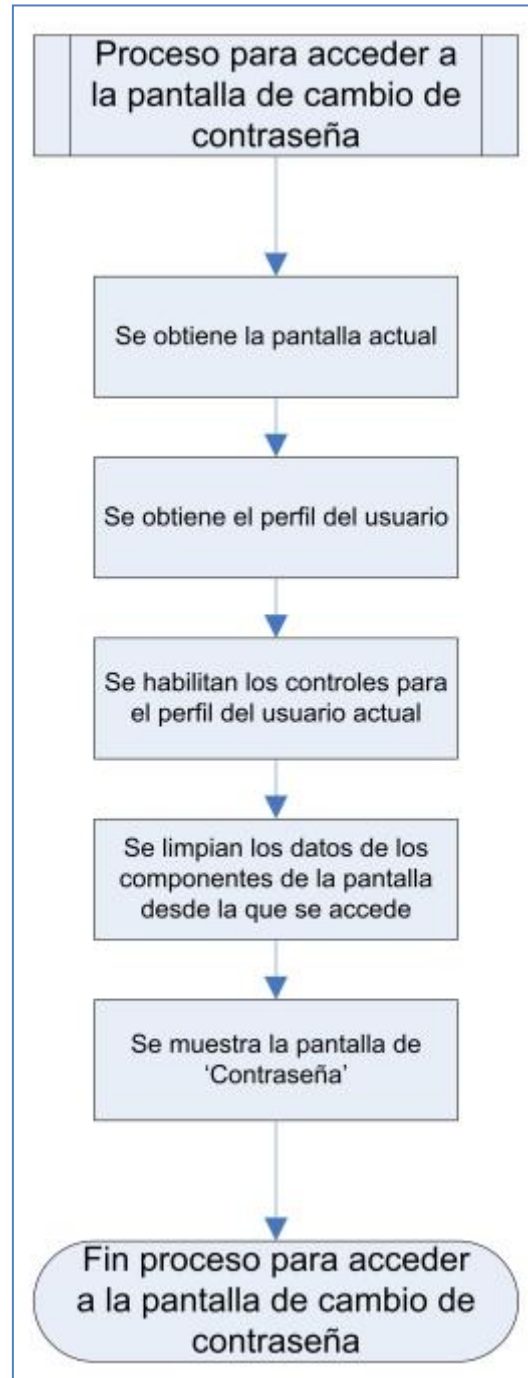 Proceso para acceder a
la pantalla de cambio de
contraseña
Se obtiene la pantalla actual
Se obtiene el perfil del usuario
Se habilitan los controles para
el perfil del usuario actual
Se limpian los datos de los
componentes de la pantalla
desde la que se accede
Se muestra la pantalla de
‘Contraseña’
Fin proceso para acceder
a la pantalla de cambio de
contraseña